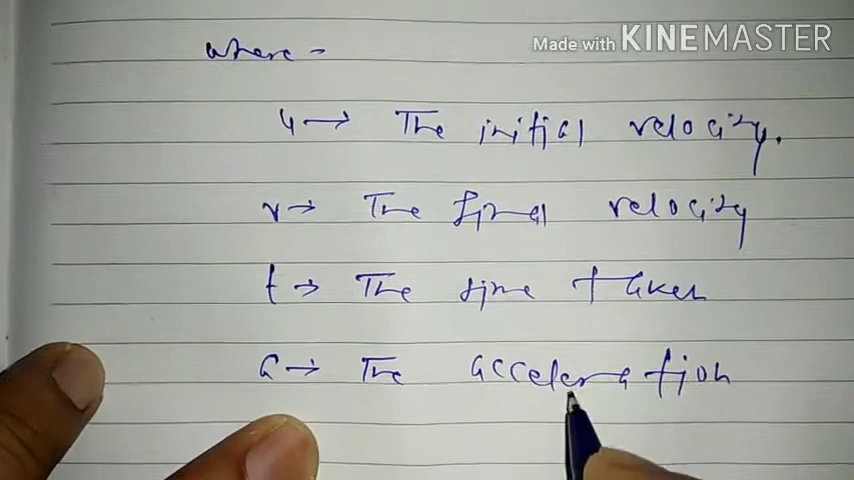 Made with KINEMASTER
where -
u → The initial velocity.
v → The final velocity
t → The time taken
a → The acceleration